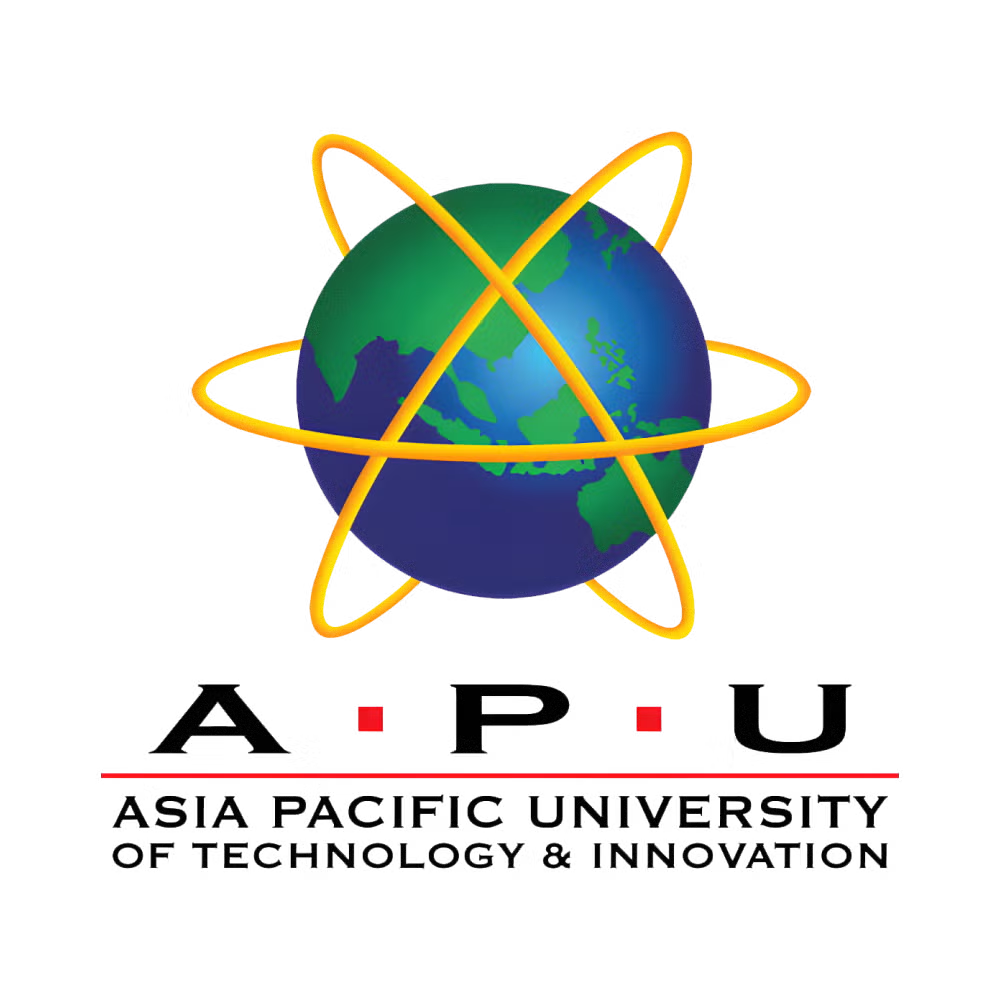 A·P·U
ASIA PACIFIC UNIVERSITY
OF TECHNOLOGY & INNOVATION